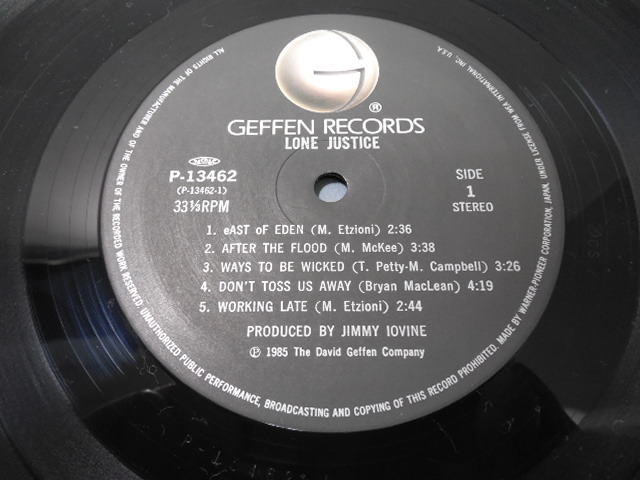 ®
GEFFEN RECORDS
LONE JUSTICE
P-13462
(P-13462-1)
33⅓RPM
SIDE
1
STEREO
1. eAST of EDEN (M. Etzioni) 2:36
2. AFTER THE FLOOD (M. McKee) 3:38
3. WAYS TO BE WICKED (T. Petty-M. Campbell) 3:26
4. DON'T TOSS US AWAY (Bryan MacLean) 4:19
5. WORKING LATE (M. Etzioni) 2:44
PRODUCED BY JIMMY IOVINE
℗ 1985 The David Geffen Company
ALL RIGHTS OF THE MANUFACTURER AND OF THE OWNER OF THE RECORDED WORK RESERVED. UNAUTHORIZED PUBLIC PERFORMANCE, BROADCASTING AND COPYING OF THIS RECORD PROHIBITED. MADE BY WARNER-PIONEER CORPORATION, JAPAN, UNDER LICENSE FROM WEA INTERNATIONAL INC., U.S.A.